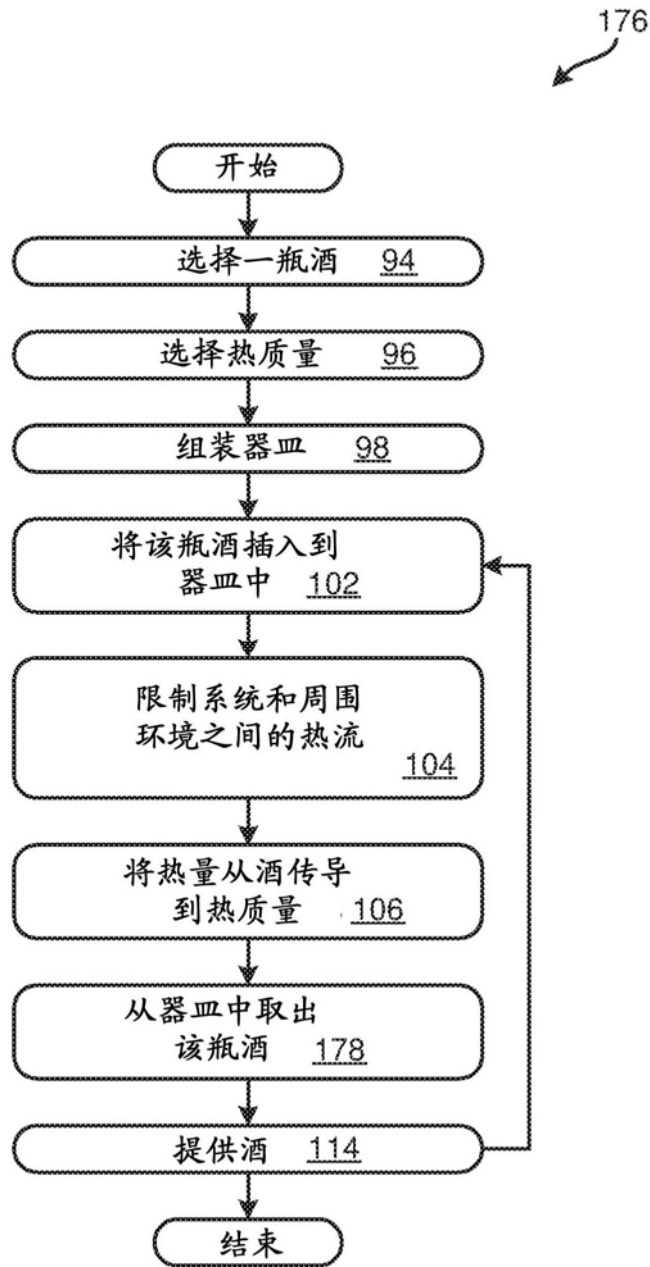 176
开始
选择一瓶酒 94
选择热质量 96
组装器皿 98
将该瓶酒插入到
器皿中 102
限制系统和周围
环境之间的热流
104
将热量从酒传导
到热质量 106
从器皿中取出
该瓶酒 178
提供酒 114
结束